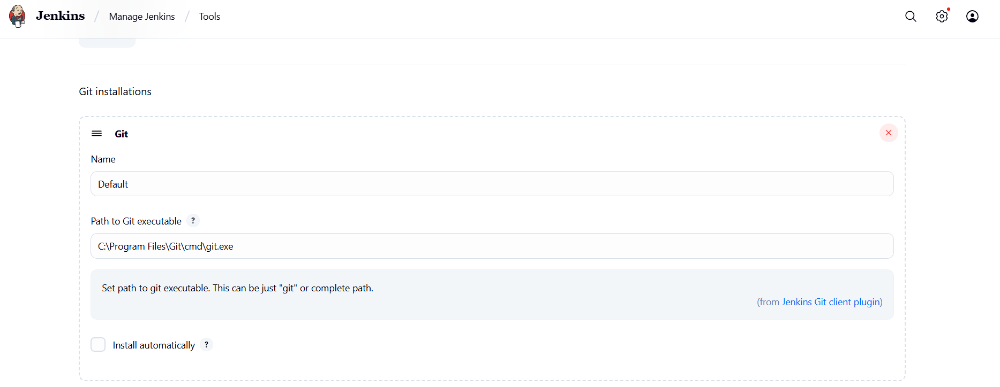 Jenkins / Manage Jenkins / Tools
Git installations
Git
Name
Default
Path to Git executable ?
C:\Program Files\Git\cmd\git.exe
Set path to git executable. This can be just "git" or complete path.
(from Jenkins Git client plugin)
Install automatically ?